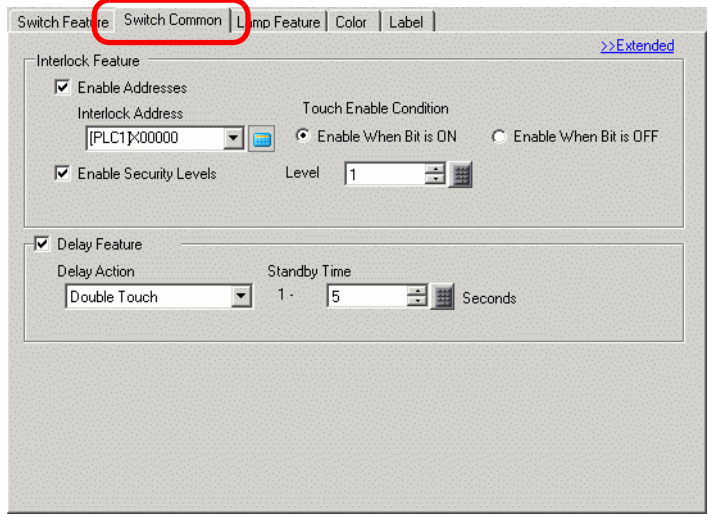 Switch Feature Switch Common Lamp Feature Color Label
>>Extended
Interlock Feature
Enable Addresses
Interlock Address Touch Enable Condition
[PLC1]X00000 Enable When Bit is ON Enable When Bit is OFF
Enable Security Levels Level 1
Delay Feature
Delay Action Standby Time
Double Touch 1 - 5 Seconds